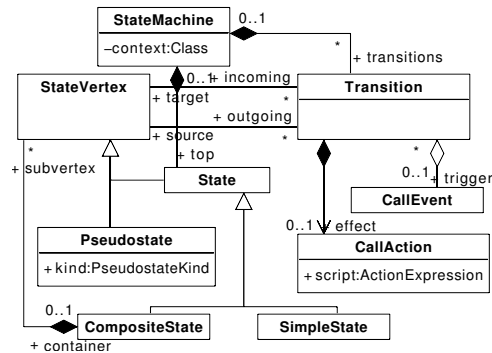 StateMachine
0..1
–context:Class
*
+ transitions
StateVertex
0..1
+ incoming
Transition
+ target
*
+ outgoing
+ source
*
*
*
+ subvertex
+ top
0..1
+ trigger
State
CallEvent
Pseudostate
0..1
+ effect
+ kind:PseudostateKind
CallAction
+ script:ActionExpression
0..1
CompositeState
SimpleState
+ container